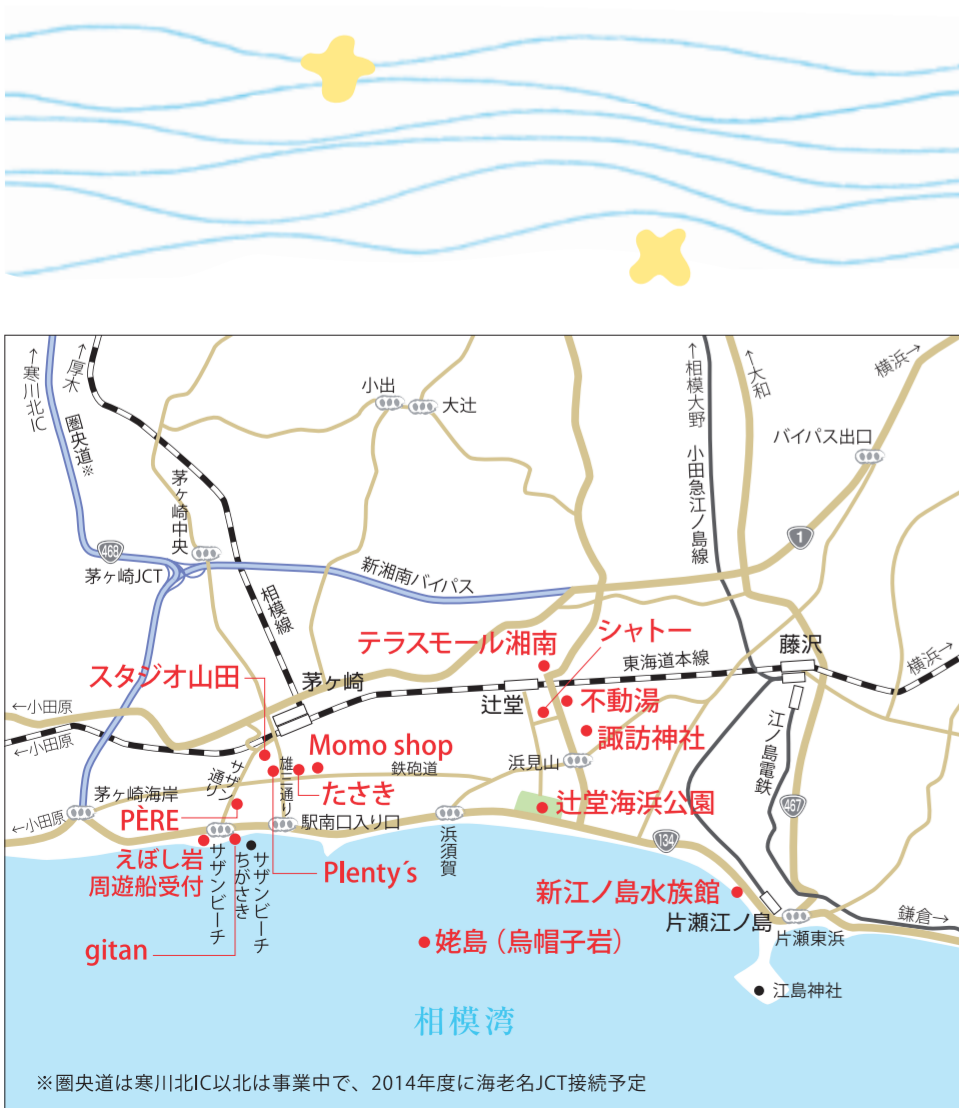 ↑寒川北IC
↑厚木
圏央道※
小出
大辻
↑相模大野
小田急江ノ島線
↑大和
横浜→
バイパス出口
茅ヶ崎中央
468
茅ヶ崎JCT
相模線
新湘南バイパス
1
シャトー
テラスモール湘南
東海道本線
藤沢
スタジオ山田
茅ヶ崎
辻堂
不動湯
横浜→
←小田原
←小田原
諏訪神社
江ノ島電鉄
サザン通り
雄三通り
Momo shop
鉄砲道
浜見山
たさき
茅ヶ崎海岸
PÈRE
駅南口入り口
辻堂海浜公園
467
←小田原
134
浜須賀
えぼし岩
周遊船受付
サザンビーチ
サザンビーチ
ちがさき
Plenty´s
新江ノ島水族館
片瀬江ノ島
鎌倉→
片瀬東浜
gitan
姥島（烏帽子岩）
江島神社
相模湾
※圏央道は寒川北IC以北は事業中で、2014年度に海老名JCT接続予定